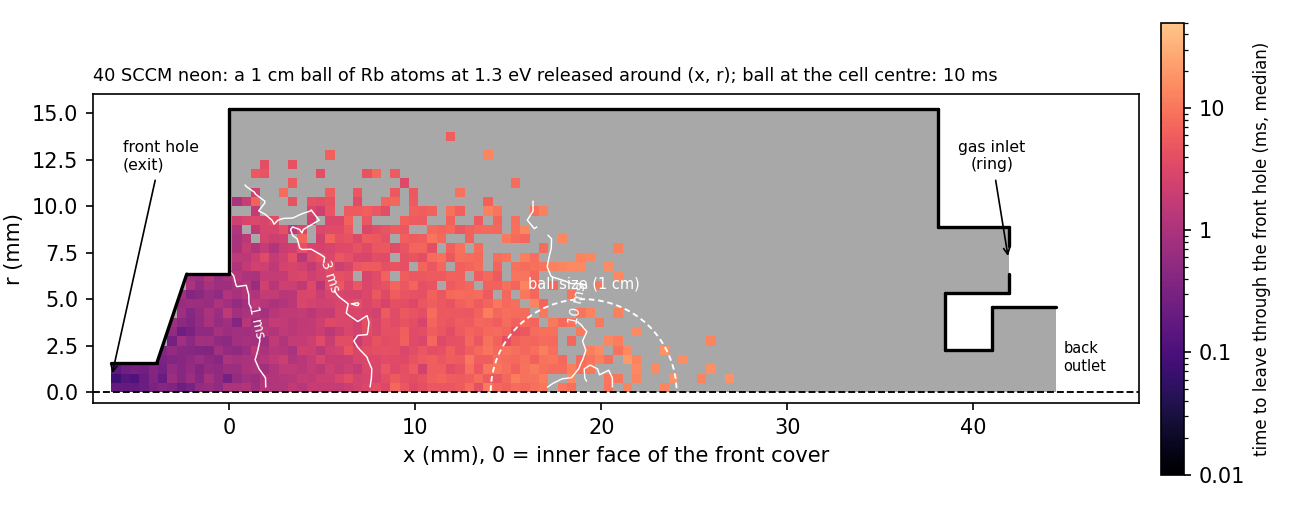 40 SCCM neon: a 1 cm ball of Rb atoms at 1.3 eV released around (x, r); ball at the cell centre: 10 ms
15.0
12.5
10.0
7.5
5.0
2.5
0.0
r (mm)
front hole
(exit)
gas inlet
(ring)
1 ms
3 ms
10 ms
ball size (1 cm)
back
outlet
0
10
20
30
40
x (mm), 0 = inner face of the front cover
10
1
0.1
0.01
time to leave through the front hole (ms, median)